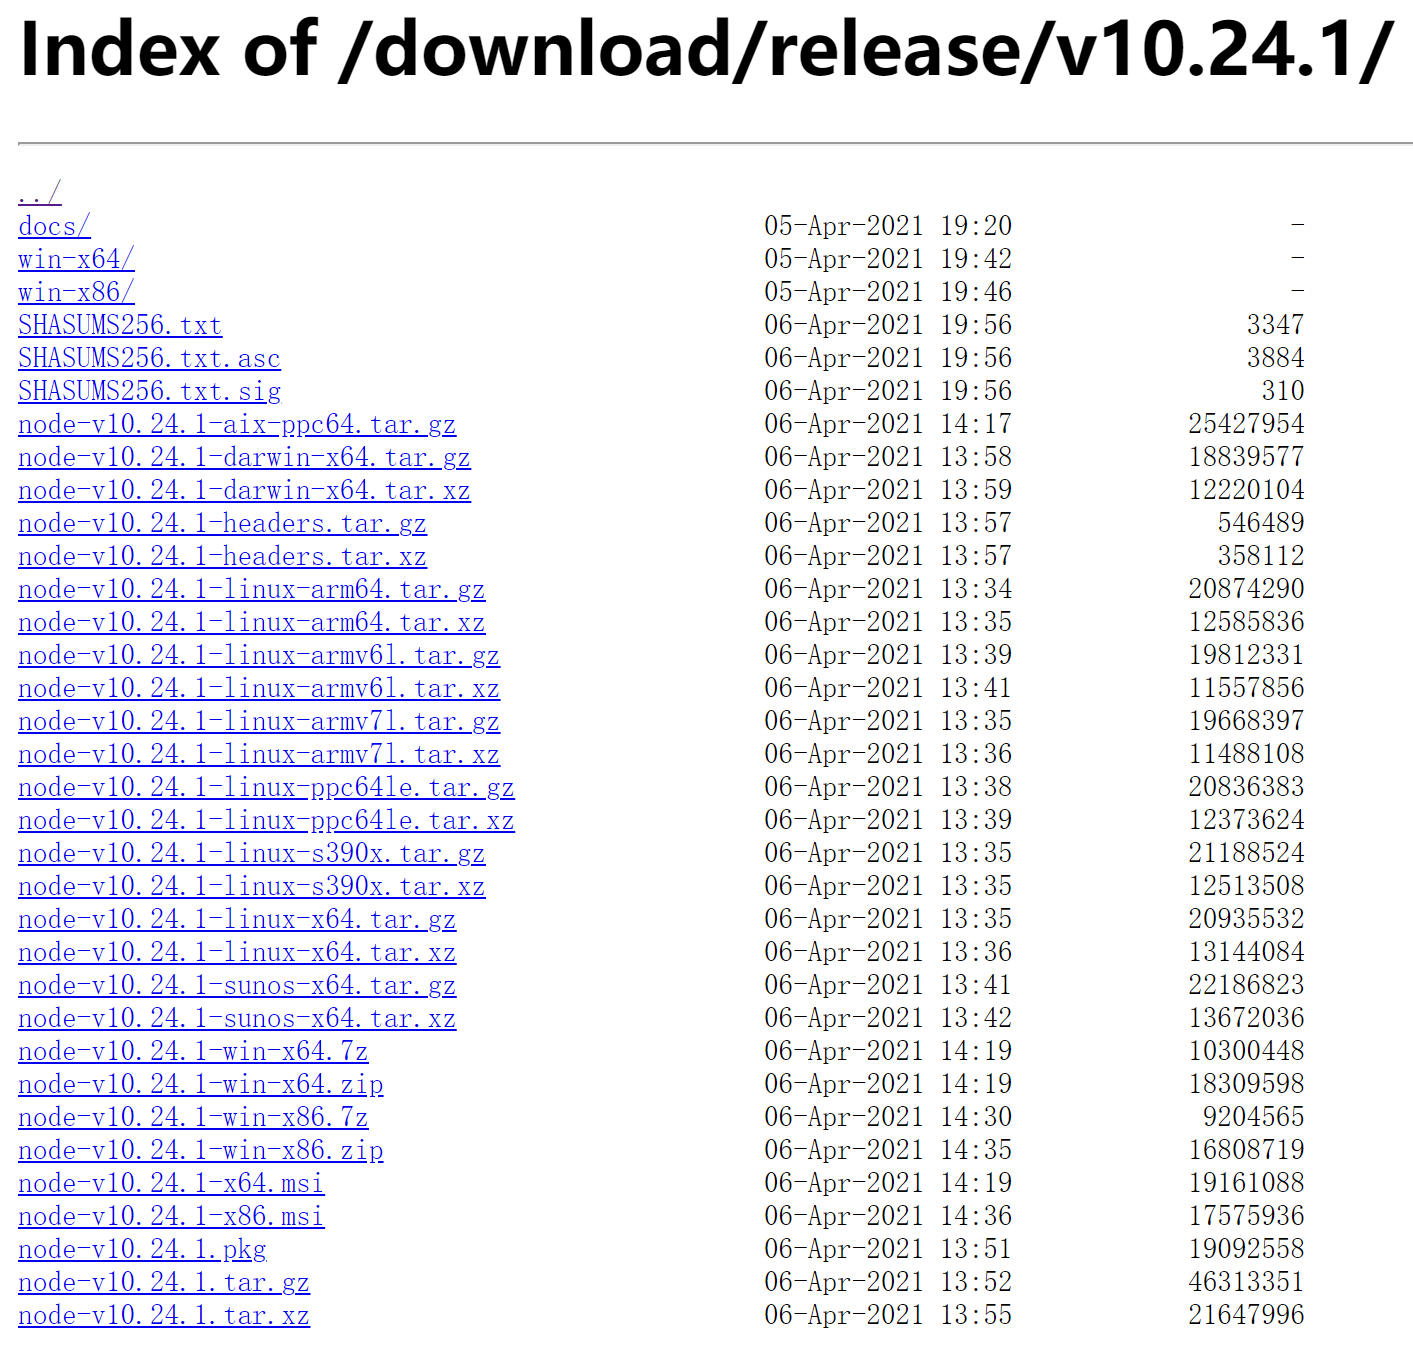 Index of /download/release/v10.24.1/
../
docs/ 05-Apr-2021 19:20 -
win-x64/ 05-Apr-2021 19:42 -
win-x86/ 05-Apr-2021 19:46 -
SHASUMS256.txt 06-Apr-2021 19:56 3347
SHASUMS256.txt.asc 06-Apr-2021 19:56 3884
SHASUMS256.txt.sig 06-Apr-2021 19:56 310
node-v10.24.1-aix-ppc64.tar.gz 06-Apr-2021 14:17 25427954
node-v10.24.1-darwin-x64.tar.gz 06-Apr-2021 13:58 18839577
node-v10.24.1-darwin-x64.tar.xz 06-Apr-2021 13:59 12220104
node-v10.24.1-headers.tar.gz 06-Apr-2021 13:57 546489
node-v10.24.1-headers.tar.xz 06-Apr-2021 13:57 358112
node-v10.24.1-linux-arm64.tar.gz 06-Apr-2021 13:34 20874290
node-v10.24.1-linux-arm64.tar.xz 06-Apr-2021 13:35 12585836
node-v10.24.1-linux-armv6l.tar.gz 06-Apr-2021 13:39 19812331
node-v10.24.1-linux-armv6l.tar.xz 06-Apr-2021 13:41 11557856
node-v10.24.1-linux-armv7l.tar.gz 06-Apr-2021 13:35 19668397
node-v10.24.1-linux-armv7l.tar.xz 06-Apr-2021 13:36 11488108
node-v10.24.1-linux-ppc64le.tar.gz 06-Apr-2021 13:38 20836383
node-v10.24.1-linux-ppc64le.tar.xz 06-Apr-2021 13:39 12373624
node-v10.24.1-linux-s390x.tar.gz 06-Apr-2021 13:35 21188524
node-v10.24.1-linux-s390x.tar.xz 06-Apr-2021 13:35 12513508
node-v10.24.1-linux-x64.tar.gz 06-Apr-2021 13:35 20935532
node-v10.24.1-linux-x64.tar.xz 06-Apr-2021 13:36 13144084
node-v10.24.1-sunos-x64.tar.gz 06-Apr-2021 13:41 22186823
node-v10.24.1-sunos-x64.tar.xz 06-Apr-2021 13:42 13672036
node-v10.24.1-win-x64.7z 06-Apr-2021 14:19 10300448
node-v10.24.1-win-x64.zip 06-Apr-2021 14:19 18309598
node-v10.24.1-win-x86.7z 06-Apr-2021 14:30 9204565
node-v10.24.1-win-x86.zip 06-Apr-2021 14:35 16808719
node-v10.24.1-x64.msi 06-Apr-2021 14:19 19161088
node-v10.24.1-x86.msi 06-Apr-2021 14:36 17575936
node-v10.24.1.pkg 06-Apr-2021 13:51 19092558
node-v10.24.1.tar.gz 06-Apr-2021 13:52 46313351
node-v10.24.1.tar.xz 06-Apr-2021 13:55 21647996